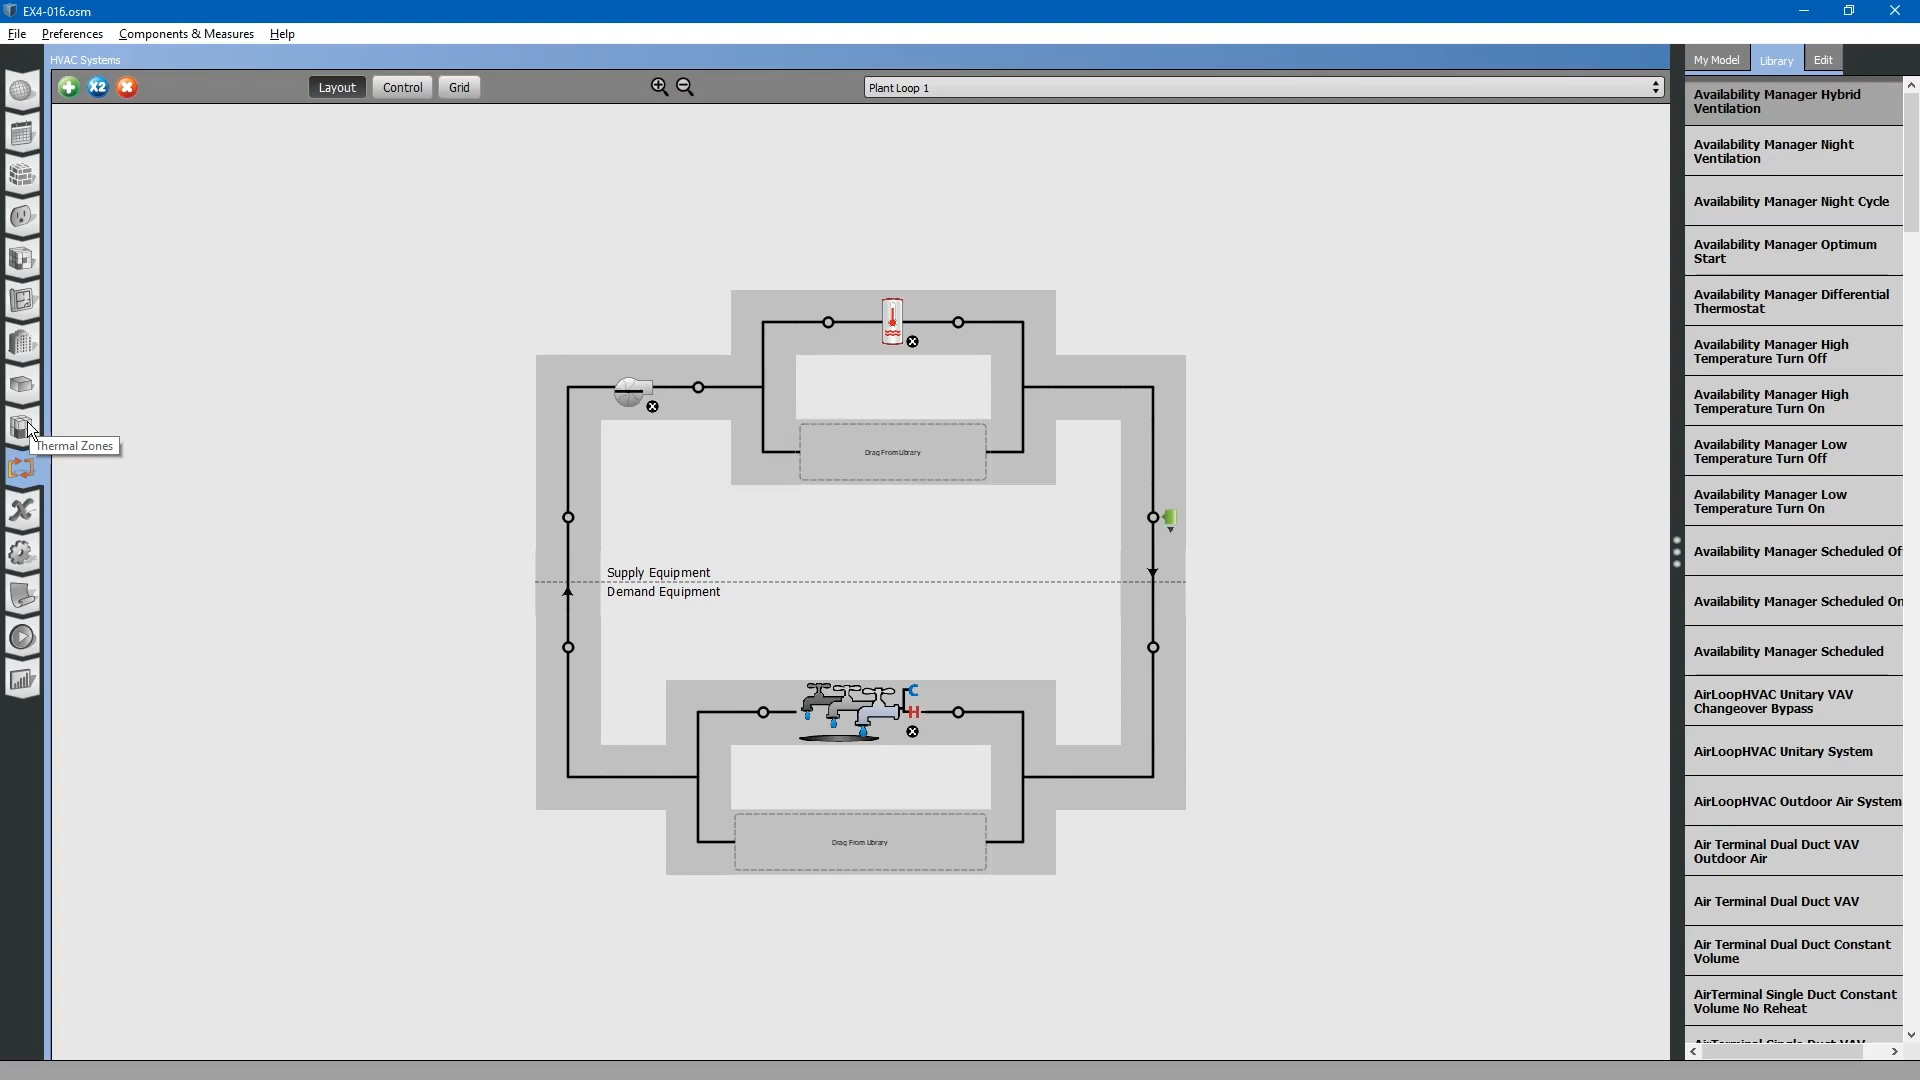 EX4-016.osm
File Preferences Components & Measures Help
HVAC Systems
My Model Library Edit
X2 Layout Control Grid Plant Loop 1
Availability Manager Hybrid
Ventilation
Availability Manager Night
Ventilation
Availability Manager Night Cycle
Availability Manager Optimum
Start
Availability Manager Differential
Thermostat
Availability Manager High
Temperature Turn Off
Availability Manager High
Temperature Turn On
Availability Manager Low
Temperature Turn Off
Availability Manager Low
Temperature Turn On
Availability Manager Scheduled Of
Availability Manager Scheduled On
Availability Manager Scheduled
AirLoopHVAC Unitary VAV
Changeover Bypass
AirLoopHVAC Unitary System
AirLoopHVAC Outdoor Air System
Air Terminal Dual Duct VAV
Outdoor Air
Air Terminal Dual Duct VAV
Air Terminal Dual Duct Constant
Volume
AirTerminal Single Duct Constant
Volume No Reheat
AirTerminal Single Duct VAV
Thermal Zones
Drag From Library
Supply Equipment
Demand Equipment
C
H
Drag From Library